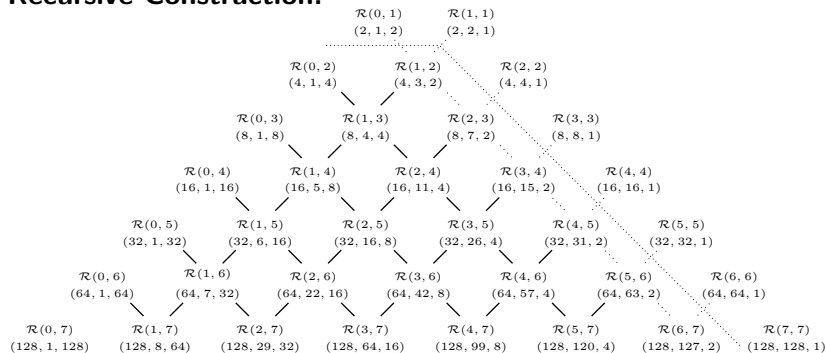 Recursive Construction:
R(0, 1) R(1, 1)
(2, 1, 2) (2, 2, 1)
R(0, 2) R(1, 2) R(2, 2)
(4, 1, 4) (4, 3, 2) (4, 4, 1)
R(0, 3) R(1, 3) R(2, 3) R(3, 3)
(8, 1, 8) (8, 4, 4) (8, 7, 2) (8, 8, 1)
R(0, 4) R(1, 4) R(2, 4) R(3, 4) R(4, 4)
(16, 1, 16) (16, 5, 8) (16, 11, 4) (16, 15, 2) (16, 16, 1)
R(0, 5) R(1, 5) R(2, 5) R(3, 5) R(4, 5) R(5, 5)
(32, 1, 32) (32, 6, 16) (32, 16, 8) (32, 26, 4) (32, 31, 2) (32, 32, 1)
R(0, 6) R(1, 6) R(2, 6) R(3, 6) R(4, 6) R(5, 6) R(6, 6)
(64, 1, 64) (64, 7, 32) (64, 22, 16) (64, 42, 8) (64, 57, 4) (64, 63, 2) (64, 64, 1)
R(0, 7) R(1, 7) R(2, 7) R(3, 7) R(4, 7) R(5, 7) R(6, 7) R(7, 7)
(128, 1, 128) (128, 8, 64) (128, 29, 32) (128, 64, 16) (128, 99, 8) (128, 120, 4) (128, 127, 2) (128, 128, 1)